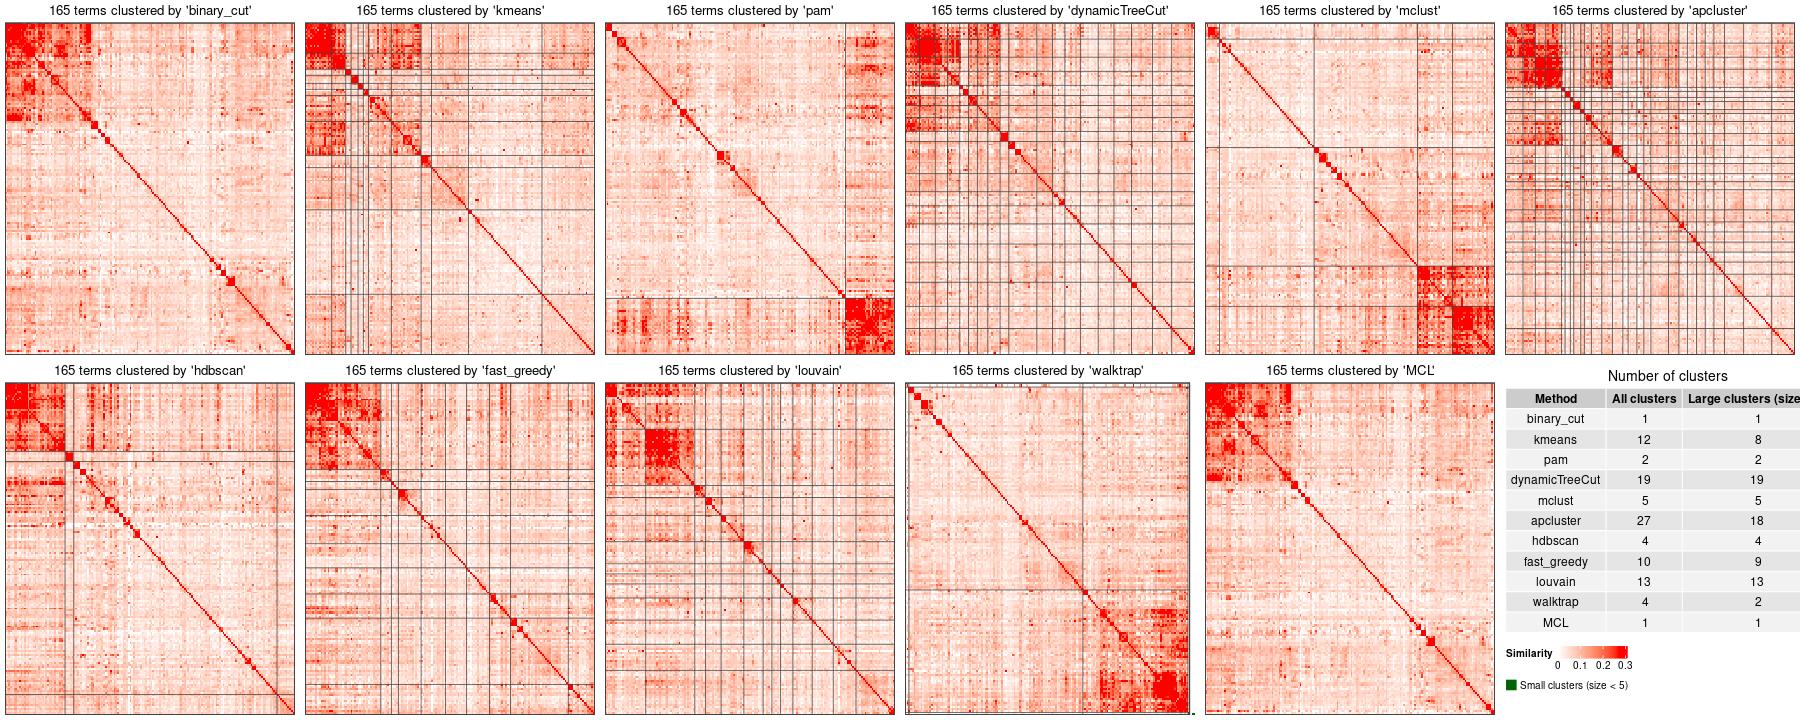 165 terms clustered by 'binary_cut'
165 terms clustered by 'kmeans'
165 terms clustered by 'pam'
165 terms clustered by 'dynamicTreeCut'
165 terms clustered by 'mclust'
165 terms clustered by 'apcluster'
165 terms clustered by 'hdbscan'
165 terms clustered by 'fast_greedy'
165 terms clustered by 'louvain'
165 terms clustered by 'walktrap'
165 terms clustered by 'MCL'
Number of clusters
Method All clusters Large clusters (size
binary_cut 1 1
kmeans 12 8
pam 2 2
dynamicTreeCut 19 19
mclust 5 5
apcluster 27 18
hdbscan 4 4
fast_greedy 10 9
louvain 13 13
walktrap 4 2
MCL 1 1
Similarity
0 0.1 0.2 0.3
Small clusters (size < 5)